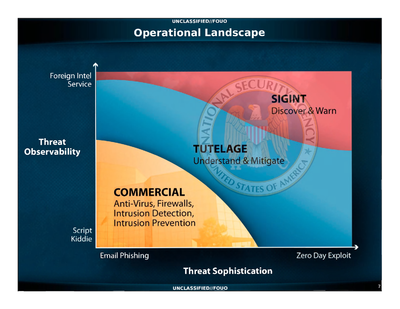 UNCLASSIFIED//FOUO
Operational Landscape
Foreign Intel
Service
SIGINT
Discover & Warn
NATIONAL SECURITY AGENCY
UNITED STATES OF AMERICA
Threat
Observability
TUTELAGE
Understand & Mitigate
COMMERCIAL
Anti-Virus, Firewalls,
Intrusion Detection,
Intrusion Prevention
Script
Kiddie
Email Phishing
Zero Day Exploit
Threat Sophistication
UNCLASSIFIED//FOUO